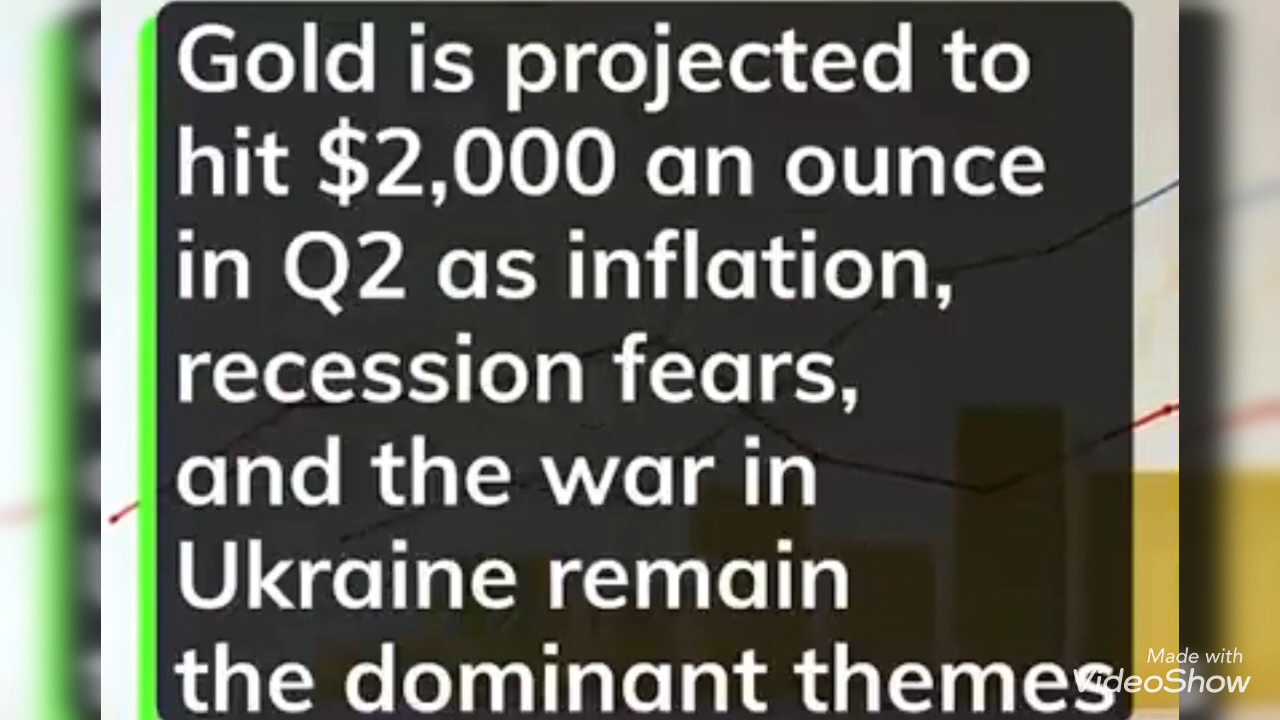 Gold is projected to
hit $2,000 an ounce
in Q2 as inflation,
recession fears,
and the war in
Ukraine remain
the dominant themes
Made with
VideoShow